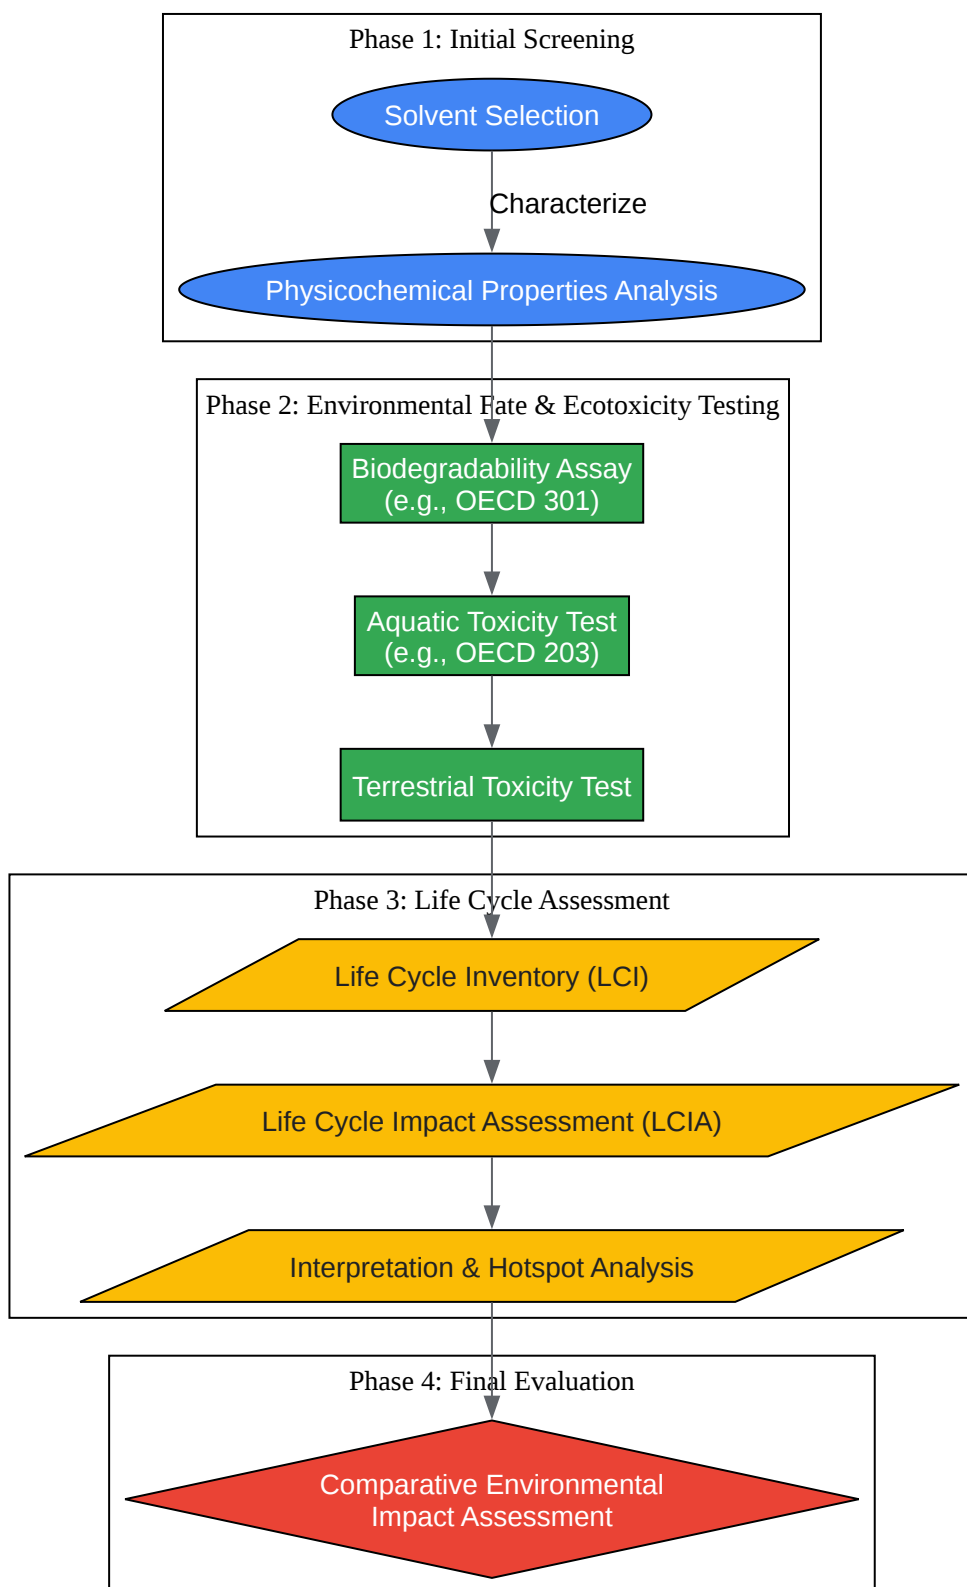 Phase 1: Initial Screening
Solvent Selection
Characterize
Physicochemical Properties Analysis
Phase 2: Environmental Fate & Ecotoxicity Testing
Biodegradability Assay
(e.g., OECD 301)
Aquatic Toxicity Test
(e.g., OECD 203)
Terrestrial Toxicity Test
Phase 3: Life Cycle Assessment
Life Cycle Inventory (LCI)
Life Cycle Impact Assessment (LCIA)
Interpretation & Hotspot Analysis
Phase 4: Final Evaluation
Comparative Environmental
Impact Assessment